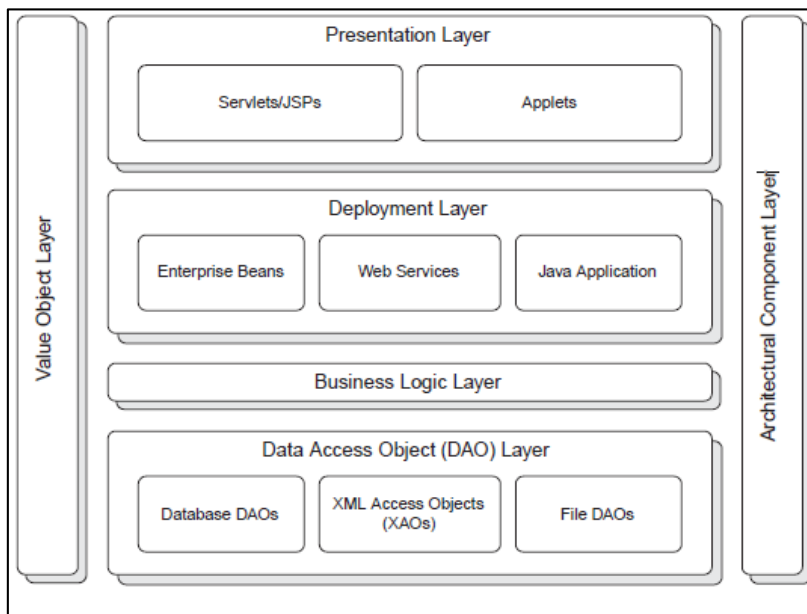 Value Object Layer
Presentation Layer
Servlets/JSPs
Applets
Deployment Layer
Enterprise Beans
Web Services
Java Application
Business Logic Layer
Data Access Object (DAO) Layer
Database DAOs
XML Access Objects
(XAOs)
File DAOs
Architectural Component Layer